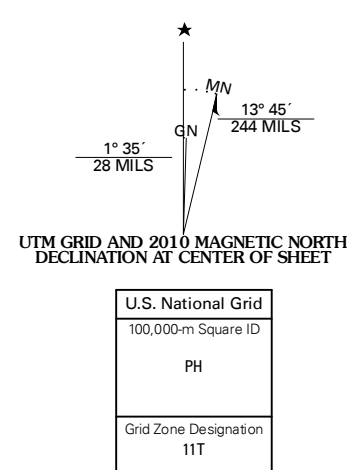 MN
GN
13° 45´
244 MILS
1° 35´
28 MILS
UTM GRID AND 2010 MAGNETIC NORTH
DECLINATION AT CENTER OF SHEET
U.S. National Grid
100,000-m Square ID
PH
Grid Zone Designation
11T